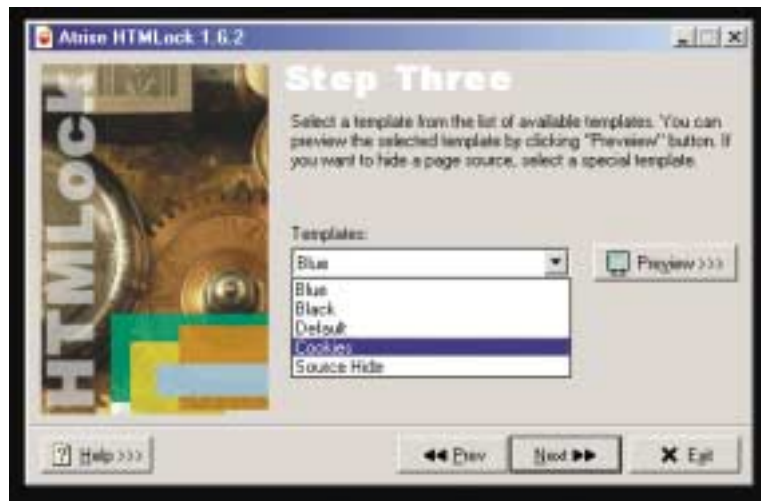 Atrise HTMLock 1.6.2
HTMLOCK
Step Three
Select a template from the list of available templates. You can
preview the selected template by clicking "Preveiew" button. If
you want to hide a page source, select a special template.
Templates:
Blue
Preview >>>
Blue
Black
Default
Cookies
Source Hide
Help >>>
Prev
Next
Exit